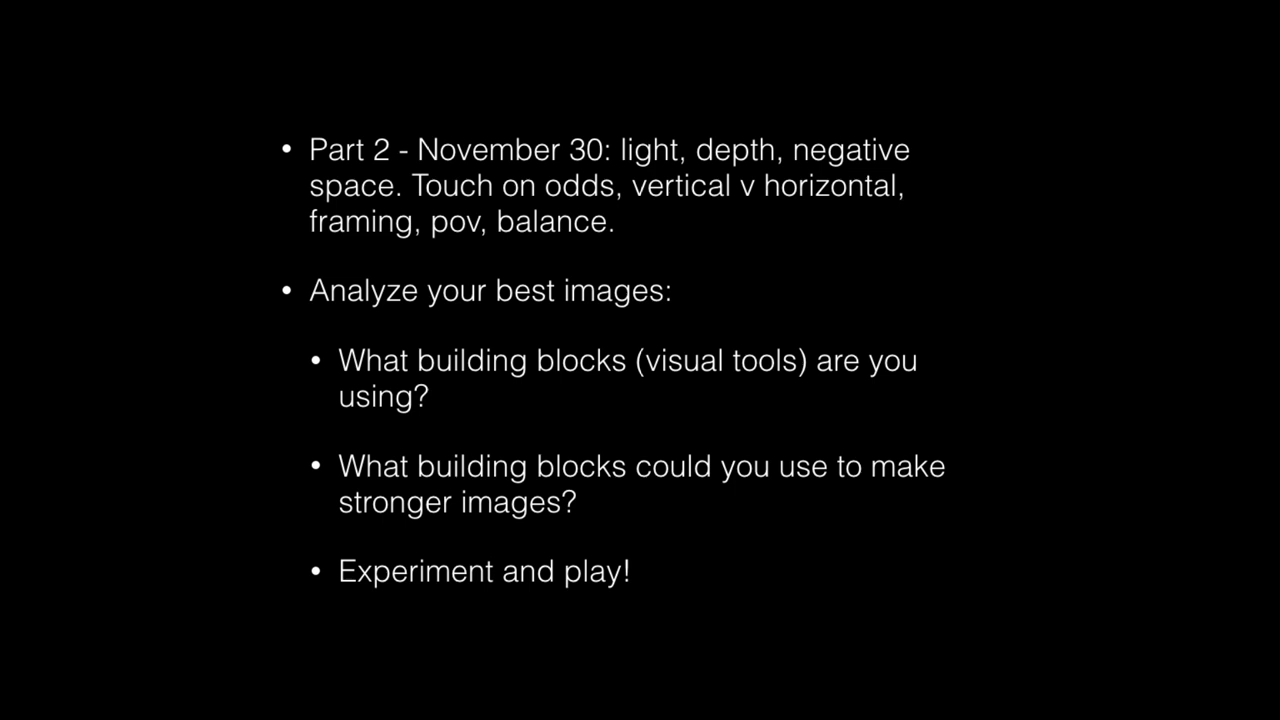 • Part 2 - November 30: light, depth, negative
space. Touch on odds, vertical v horizontal,
framing, pov, balance.
• Analyze your best images:
• What building blocks (visual tools) are you
using?
• What building blocks could you use to make
stronger images?
• Experiment and play!